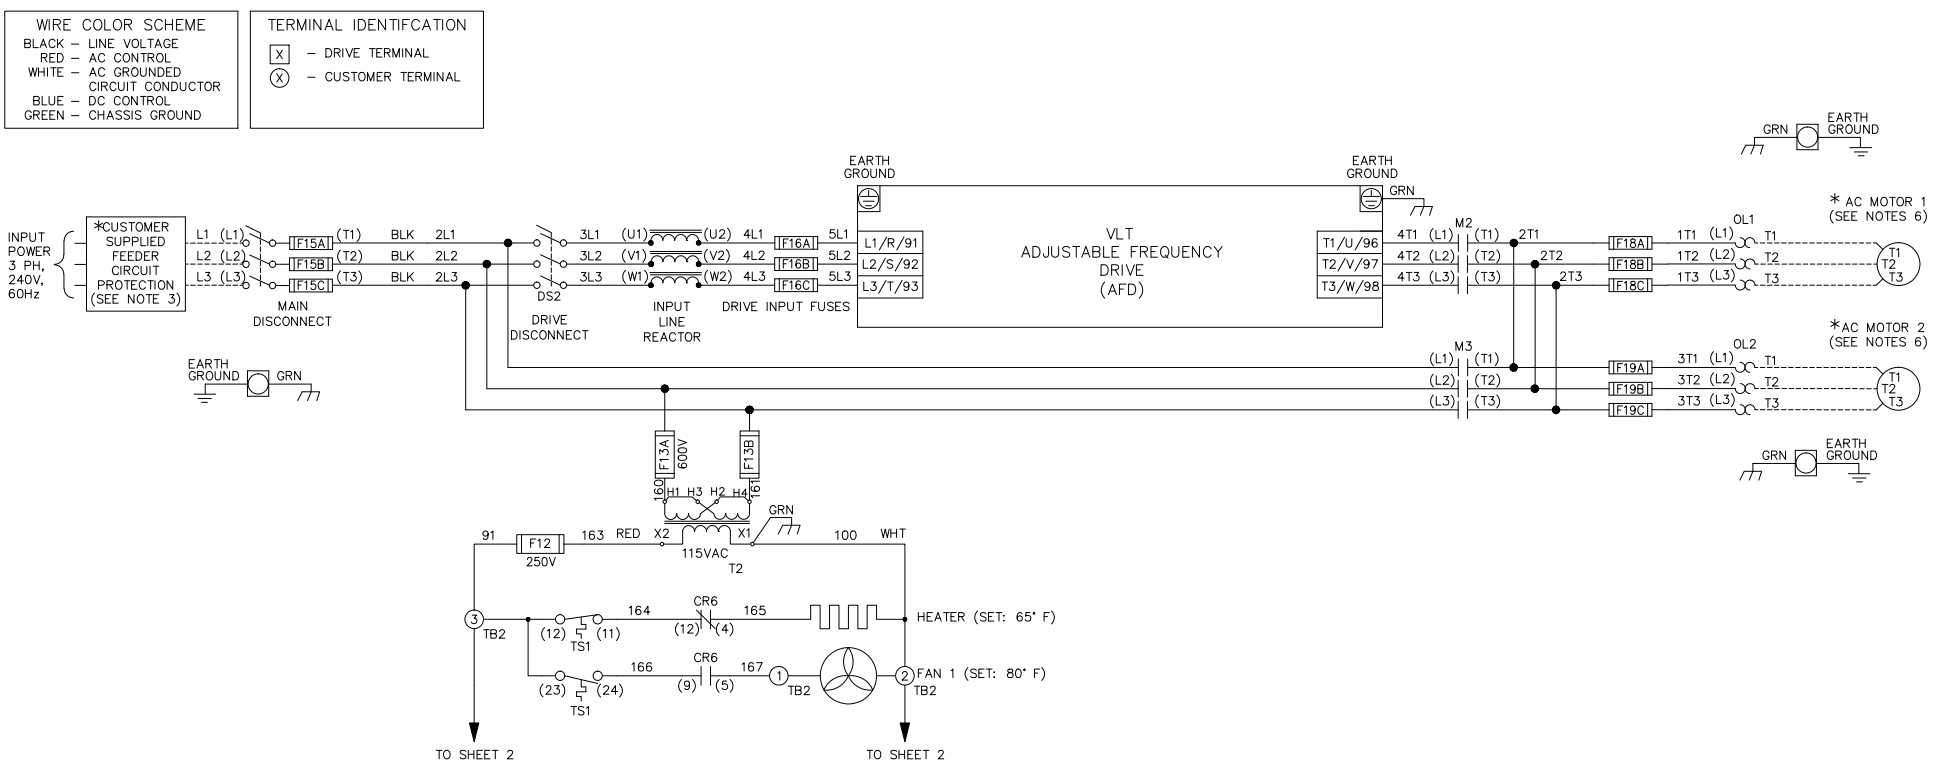 WIRE COLOR SCHEME
BLACK – LINE VOLTAGE
RED – AC CONTROL
WHITE – AC GROUNDED
CIRCUIT CONDUCTOR
BLUE – DC CONTROL
GREEN – CHASSIS GROUND
TERMINAL IDENTIFCATION
X – DRIVE TERMINAL
X – CUSTOMER TERMINAL
INPUT
POWER
3 PH,
240V,
60Hz
*CUSTOMER
SUPPLIED
FEEDER
CIRCUIT
PROTECTION
(SEE NOTE 3)
L1 (L1) F15A (T1) BLK 2L1
L2 (L2) F15B (T2) BLK 2L2
L3 (L3) F15C (T3) BLK 2L3
MAIN
DISCONNECT
3L1 (U1) (U2) 4L1 F16A 5L1
3L2 (V1) (V2) 4L2 F16B 5L2
3L3 (W1) (W2) 4L3 F16C 5L3
DS2
DRIVE
DISCONNECT
INPUT
LINE
REACTOR
DRIVE INPUT FUSES
EARTH
GROUND
L1/R/91
L2/S/92
L3/T/93
VLT
ADJUSTABLE FREQUENCY
DRIVE
(AFD)
EARTH
GROUND
GRN
T1/U/96
T2/V/97
T3/W/98
M2
4T1 (L1) (T1) 2T1 F18A 1T1 (L1) T1
4T2 (L2) (T2) 2T2 F18B 1T2 (L2) T2
4T3 (L3) (T3) 2T3 F18C 1T3 (L3) T3
OL1
GRN
EARTH
GROUND
* AC MOTOR 1
(SEE NOTES 6)
T1
T2
T3
M3
(L1) (T1) F19A 3T1 (L1) T1
(L2) (T2) F19B 3T2 (L2) T2
(L3) (T3) F19C 3T3 (L3) T3
OL2
* AC MOTOR 2
(SEE NOTES 6)
T1
T2
T3
GRN
EARTH
GROUND
EARTH
GROUND
GRN
F13A
600V
F13B
160
161
H1 H3 H2 H4
GRN
91 F12 163 RED X2 X1 100 WHT
250V
115VAC
T2
3
TB2
(12) (11)
TS1
164
CR6
(12) (4)
165
HEATER (SET: 65° F)
(23) (24)
TS1
166
CR6
(9) (5)
167
1
TB2
2
TB2
FAN 1 (SET: 80° F)
TO SHEET 2
TO SHEET 2